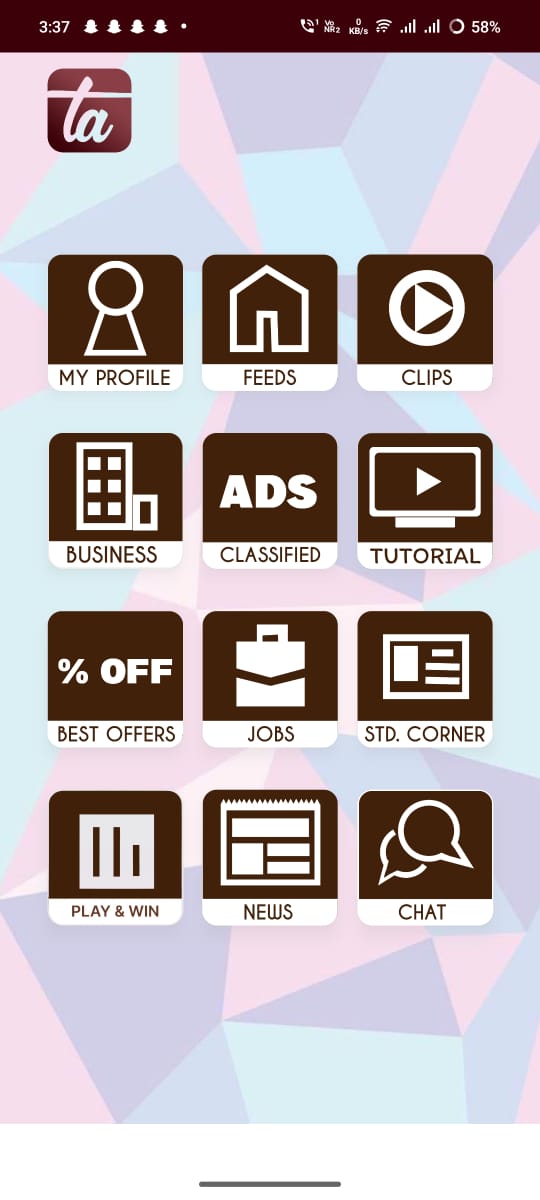 3:37
1
Vo
NR2
0
KB/s
58%
ta
MY PROFILE
FEEDS
CLIPS
BUSINESS
ADS
CLASSIFIED
TUTORIAL
% OFF
BEST OFFERS
JOBS
STD. CORNER
PLAY & WIN
NEWS
CHAT